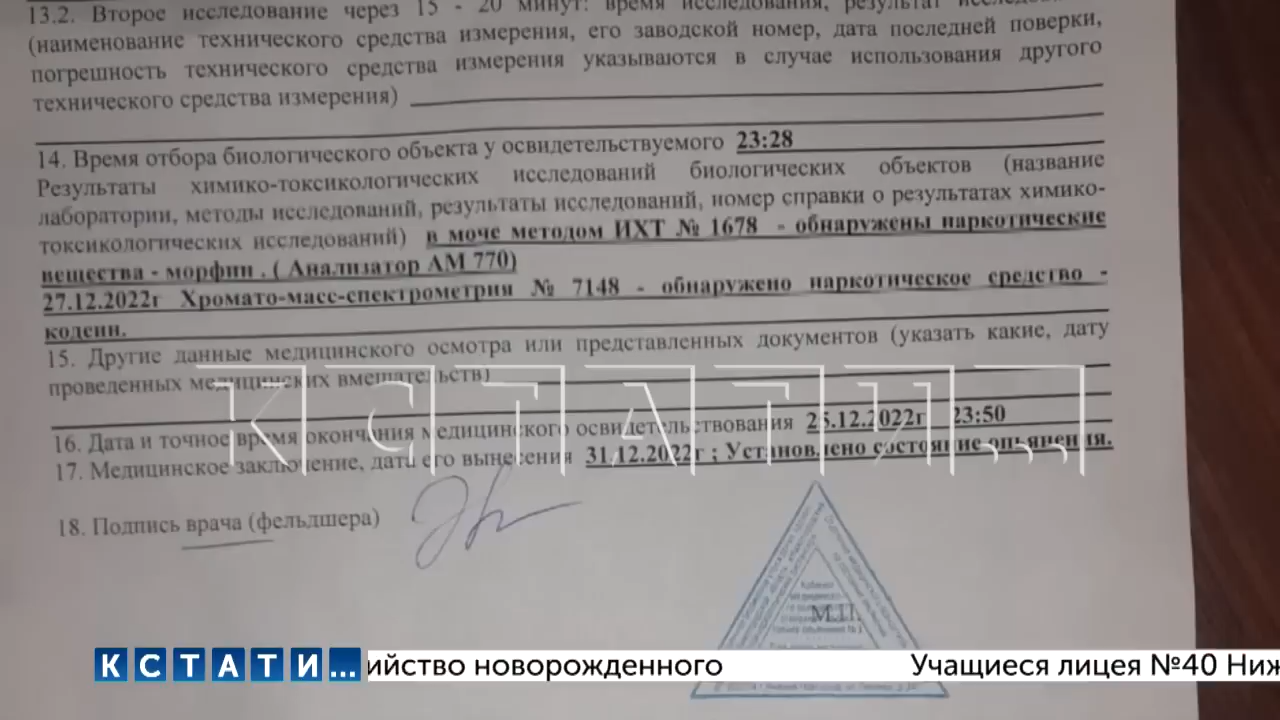 13.2. Второе исследование через 15 - 20 минут: время исследования, результат
(наименование технического средства измерения, его заводской номер, дата последней поверки,
погрешность технического средства измерения указываются в случае использования другого
технического средства измерения)
14. Время отбора биологического объекта у освидетельствуемого 23:28
Результаты химико-токсикологических исследований биологических объектов (название
лаборатории, методы исследований, результаты исследований, номер справки о результатах химико-
токсикологических исследований) в моче методом ИХТ № 1678 - обнаружены наркотические
вещества - морфин . ( Анализатор АМ 770)
27.12.2022г Хромато-масс-спектрометрия № 7148 - обнаружено наркотическое средство -
кодеин.
15. Другие данные медицинского осмотра или представленных документов (указать какие, дату
проведенных медицинских вмешательств)
КСТАТИ...
16. Дата и точное время окончания медицинского освидетельствования 25.12.2022г 23:50
17. Медицинское заключение, дата его вынесения 31.12.2022г ; Установлено состояние опьянения.
18. Подпись врача (фельдшера)
М.П.
КСТАТИ... ийство новорожденного Учащиеся лицея №40 Ниж